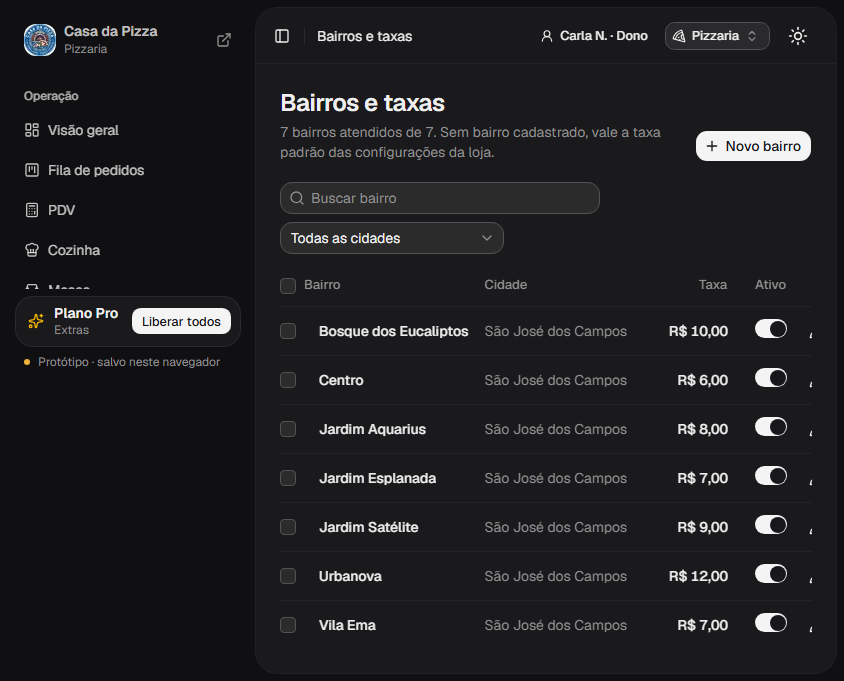 Casa da Pizza
Pizzaria
Operação
Visão geral
Fila de pedidos
PDV
Cozinha
Plano Pro
Extras
Liberar todos
Protótipo · salvo neste navegador
Bairros e taxas
Carla N. · Dono
Pizzaria
Bairros e taxas
7 bairros atendidos de 7. Sem bairro cadastrado, vale a taxa
padrão das configurações da loja.
+ Novo bairro
Buscar bairro
Todas as cidades
Bairro Cidade Taxa Ativo
Bosque dos Eucaliptos São José dos Campos R$ 10,00
Centro São José dos Campos R$ 6,00
Jardim Aquarius São José dos Campos R$ 8,00
Jardim Esplanada São José dos Campos R$ 7,00
Jardim Satélite São José dos Campos R$ 9,00
Urbanova São José dos Campos R$ 12,00
Vila Ema São José dos Campos R$ 7,00